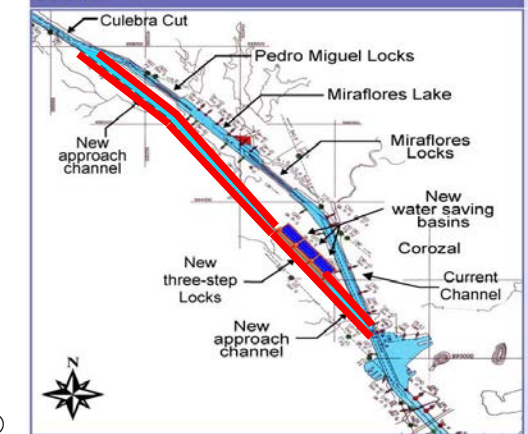 Culebra Cut
Pedro Miguel Locks
Miraflores Lake
New
approach
channel
Miraflores
Locks
New
water saving
basins
Corozal
New
three-step
Locks
Current
Channel
New
approach
channel
N